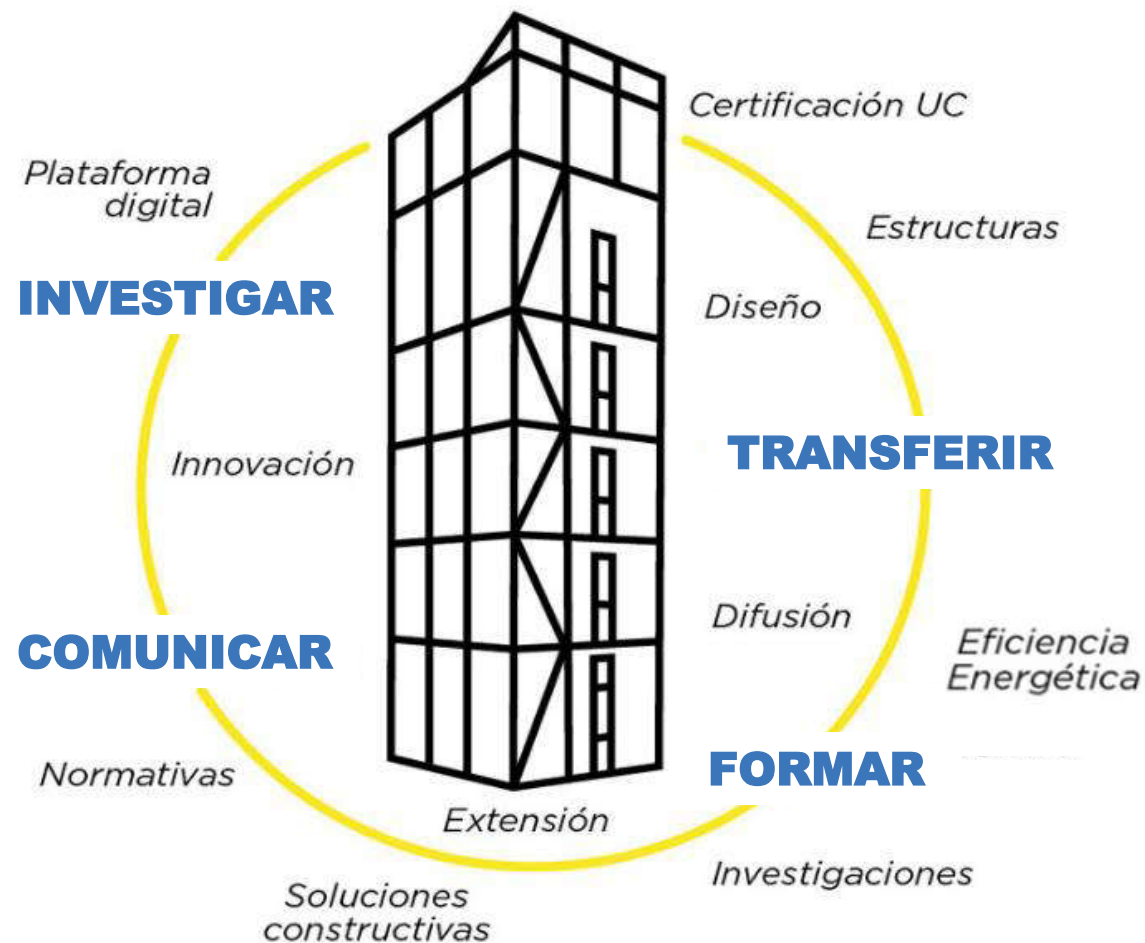 Certificación UC
Plataforma
digital
Estructuras
INVESTIGAR
Diseño
TRANSFERIR
Innovación
Difusión
COMUNICAR
Eficiencia
Energética
Normativas
FORMAR
Extensión
Investigaciones
Soluciones
constructivas